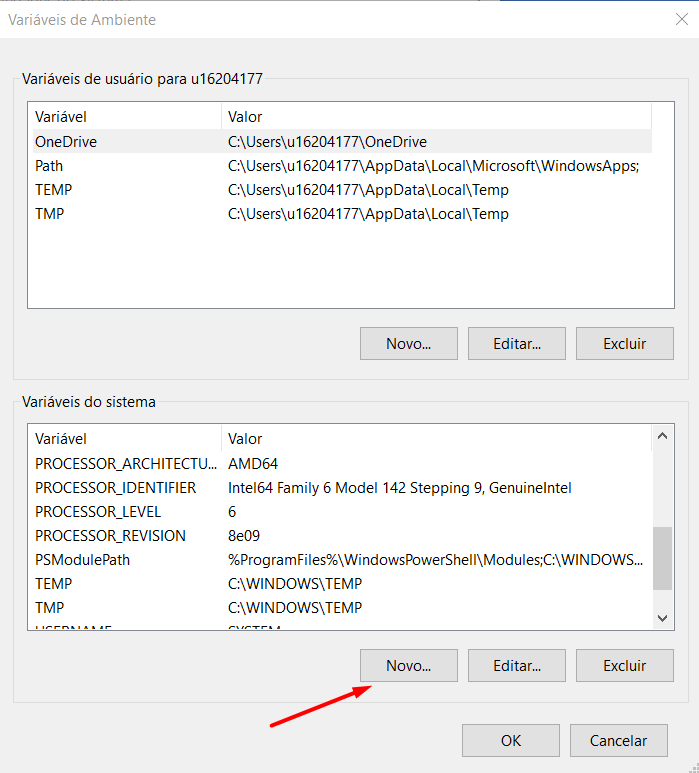 Variáveis de Ambiente
Variáveis de usuário para u16204177
Variável Valor
OneDrive C:\Users\u16204177\OneDrive
Path C:\Users\u16204177\AppData\Local\Microsoft\WindowsApps;
TEMP C:\Users\u16204177\AppData\Local\Temp
TMP C:\Users\u16204177\AppData\Local\Temp
Novo... Editar... Excluir
Variáveis do sistema
Variável Valor
PROCESSOR_ARCHITECTU... AMD64
PROCESSOR_IDENTIFIER Intel64 Family 6 Model 142 Stepping 9, GenuineIntel
PROCESSOR_LEVEL 6
PROCESSOR_REVISION 8e09
PSModulePath %ProgramFiles%\WindowsPowerShell\Modules;C:\WINDOWS...
TEMP C:\WINDOWS\TEMP
TMP C:\WINDOWS\TEMP
USERNAME SYSTEM
Novo... Editar... Excluir
OK Cancelar